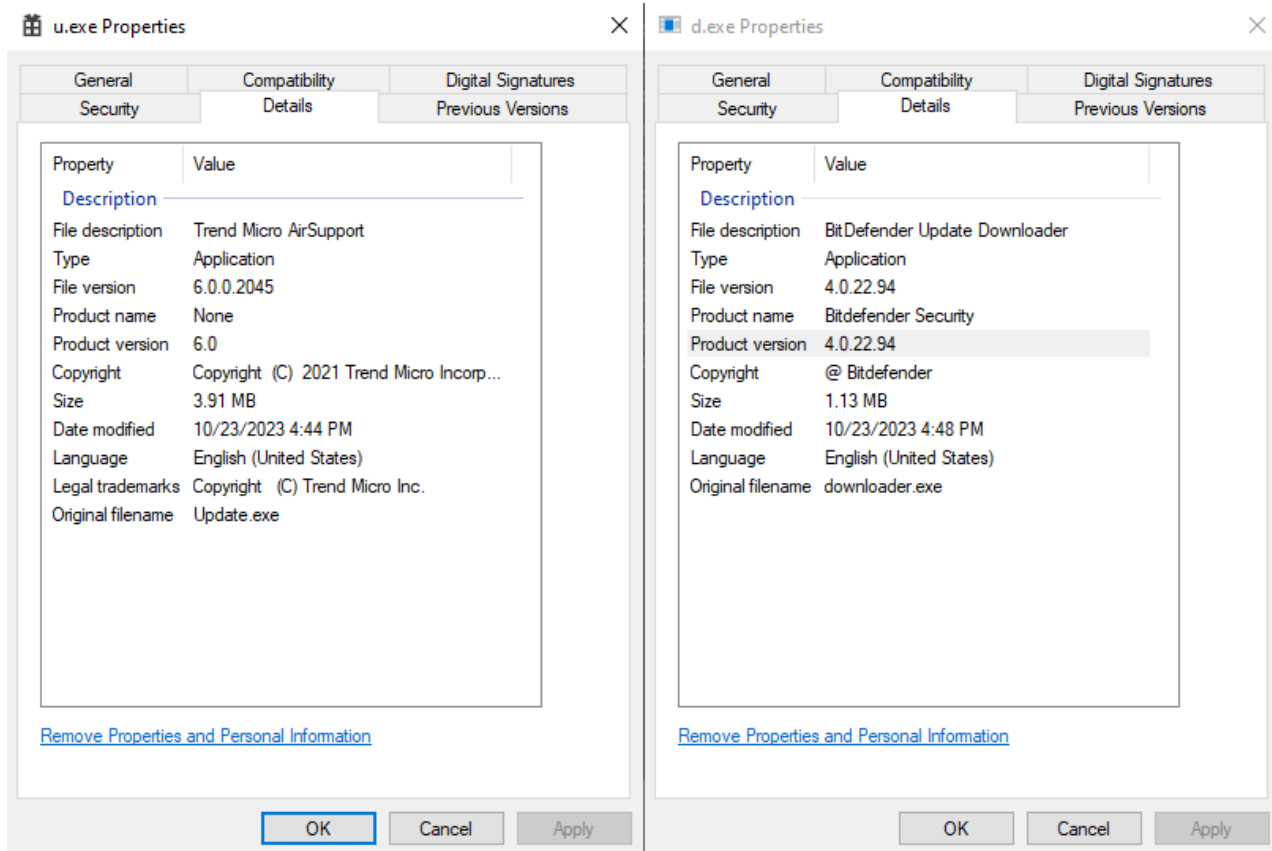 u.exe Properties
General Compatibility Digital Signatures
Security Details Previous Versions
Property Value
Description
File description Trend Micro AirSupport
Type Application
File version 6.0.0.2045
Product name None
Product version 6.0
Copyright Copyright (C) 2021 Trend Micro Incorp...
Size 3.91 MB
Date modified 10/23/2023 4:44 PM
Language English (United States)
Legal trademarks Copyright (C) Trend Micro Inc.
Original filename Update.exe
Remove Properties and Personal Information
OK Cancel Apply
d.exe Properties
General Compatibility Digital Signatures
Security Details Previous Versions
Property Value
Description
File description BitDefender Update Downloader
Type Application
File version 4.0.22.94
Product name Bitdefender Security
Product version 4.0.22.94
Copyright @ Bitdefender
Size 1.13 MB
Date modified 10/23/2023 4:48 PM
Language English (United States)
Original filename downloader.exe
Remove Properties and Personal Information
OK Cancel Apply